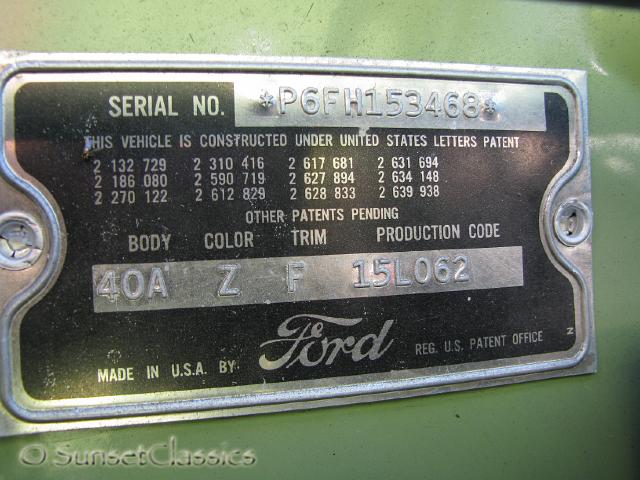 SERIAL NO. *P6FH153468*
THIS VEHICLE IS CONSTRUCTED UNDER UNITED STATES LETTERS PATENT
2 132 729 2 310 416 2 617 681 2 631 694
2 186 080 2 590 719 2 627 894 2 634 148
2 270 122 2 612 829 2 628 833 2 639 938
OTHER PATENTS PENDING
BODY COLOR TRIM PRODUCTION CODE
40A Z F 15L062
MADE IN U.S.A. BY Ford REG. U.S. PATENT OFFICE
N
© SunsetClassics